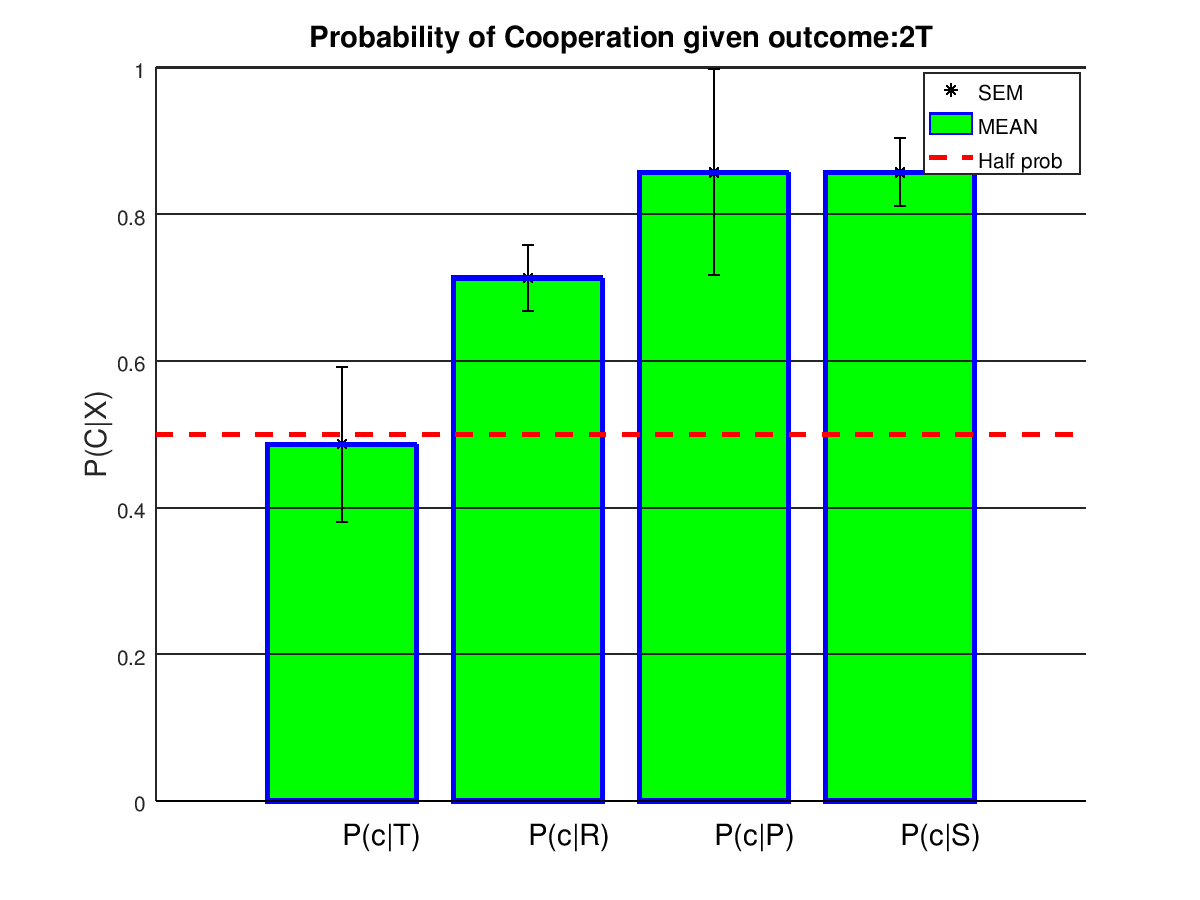 Probability of Cooperation given outcome:2T
1
0.8
0.6
0.4
0.2
0
P(C|X)
SEM
MEAN
Half prob
P(c|T)
P(c|R)
P(c|P)
P(c|S)